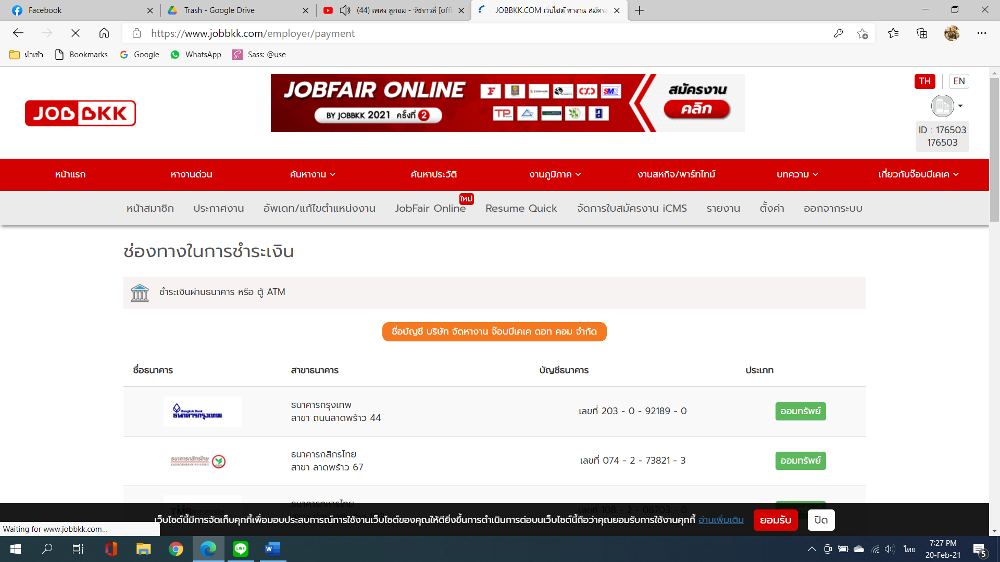 Facebook
Trash - Google Drive
(44) เพลง ลูกอม - วัชราวลี [offi
JOBBKK.COM เว็บไซต์ หางาน สมัครง
https://www.jobbkk.com/employer/payment
นำเข้า
Bookmarks
Google
WhatsApp
Sass: @use
JOBBKK
JOBFAIR ONLINE
BY JOBBKK 2021 ครั้งที่ 2
สมัครงาน
คลิก
TH
EN
ID : 176503
176503
หน้าแรก
หางานด่วน
ค้นหางาน
ค้นหาประวัติ
งานภูมิภาค
งานสหกิจ/พาร์ทไทม์
บทความ
เกี่ยวกับจ๊อบบีเคเค
หน้าสมาชิก
ประกาศงาน
อัพเดท/แก้ไขตำแหน่งงาน
JobFair Online
ใหม่
Resume Quick
จัดการใบสมัครงาน iCMS
รายงาน
ตั้งค่า
ออกจากระบบ
ช่องทางในการชำระเงิน
ชำระเงินผ่านธนาคาร หรือ ตู้ ATM
ชื่อบัญชี บริษัท จัดหางาน จ๊อบบีเคเค ดอท คอม จำกัด
ชื่อธนาคาร
สาขาธนาคาร
บัญชีธนาคาร
ประเภท
Bangkok Bank
ธนาคารกรุงเทพ
ธนาคารกรุงเทพ
สาขา ถนนลาดพร้าว 44
เลขที่ 203 - 0 - 92189 - 0
ออมทรัพย์
ธนาคารกสิกรไทย
KASIKORNBANK
ธนาคารกสิกรไทย
สาขา ลาดพร้าว 67
เลขที่ 074 - 2 - 73821 - 3
ออมทรัพย์
TMB
ธนาคารทหารไทย
เลขที่ 108 - 2 - 08703 - 0
ออมทรัพย์
เว็บไซต์นี้มีการจัดเก็บคุกกี้เพื่อมอบประสบการณ์การใช้งานเว็บไซต์ของคุณให้ดียิ่งขึ้นการดำเนินการต่อบนเว็บไซต์นี้ถือว่าคุณยอมรับการใช้งานคุกกี้ อ่านเพิ่มเติม
ยอมรับ
ปิด
Waiting for www.jobbkk.com...
LINE
ไทย
7:27 PM
20-Feb-21
5